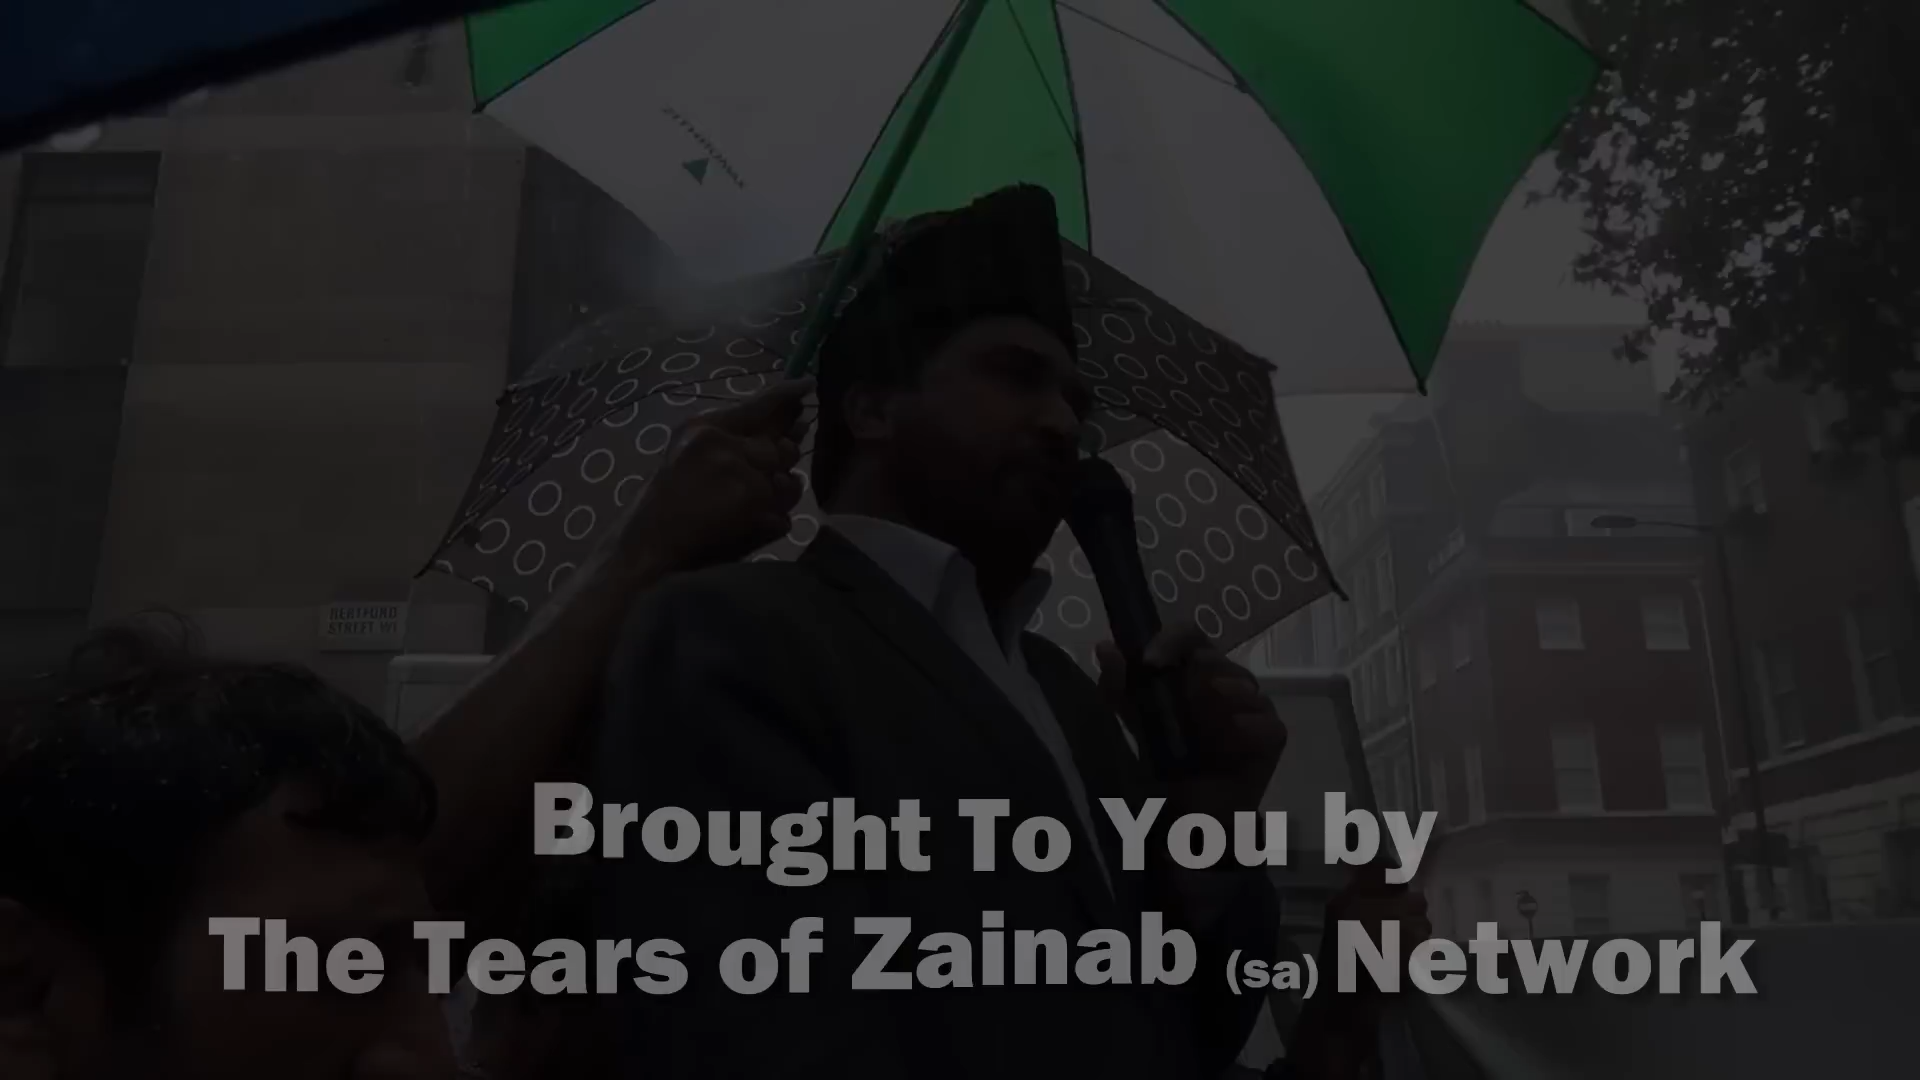 HERTFORD
STREET W1
Brought To You by
The Tears of Zainab (sa) Network